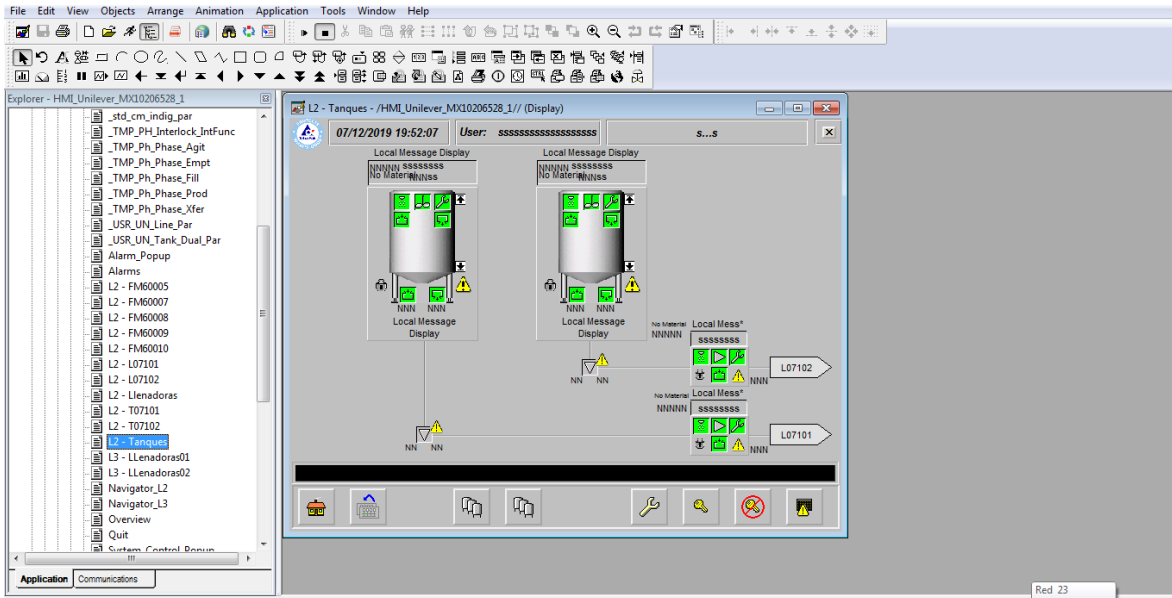 File Edit View Objects Arrange Animation Application Tools Window Help
Explorer - HMI_Unilever_MX10206528_1
_std_cm_indig_par
_TMP_PH_Interlock_IntFunc
_TMP_Ph_Phase_Agit
_TMP_Ph_Phase_Empt
_TMP_Ph_Phase_Fill
_TMP_Ph_Phase_Prod
_TMP_Ph_Phase_Xfer
_USR_UN_Line_Par
_USR_UN_Tank_Dual_Par
Alarm_Popup
Alarms
L2 - FM60005
L2 - FM60007
L2 - FM60008
L2 - FM60009
L2 - FM60010
L2 - L07101
L2 - L07102
L2 - Llenadoras
L2 - T07101
L2 - T07102
L2 - Tanques
L3 - LLenadoras01
L3 - LLenadoras02
Navigator_L2
Navigator_L3
Overview
Quit
System_Control_Popup
Application Communications
L2 - Tanques - /HMI_Unilever_MX10206528_1// (Display)
07/12/2019 19:52:07 User: sssssssssssssssssss s...s
Local Message Display
NNNNN ssssssss
No Material NNNss
NNN NNN
Local Message
Display
Local Message Display
NNNNN ssssssss
No Material NNNss
NNN NNN
Local Message
Display
NN NN
NN NN
No Material Local Mess*
NNNNN ssssssss
NNN
L07102
No Material Local Mess*
NNNNN ssssssss
NNN
L07101
Red 23